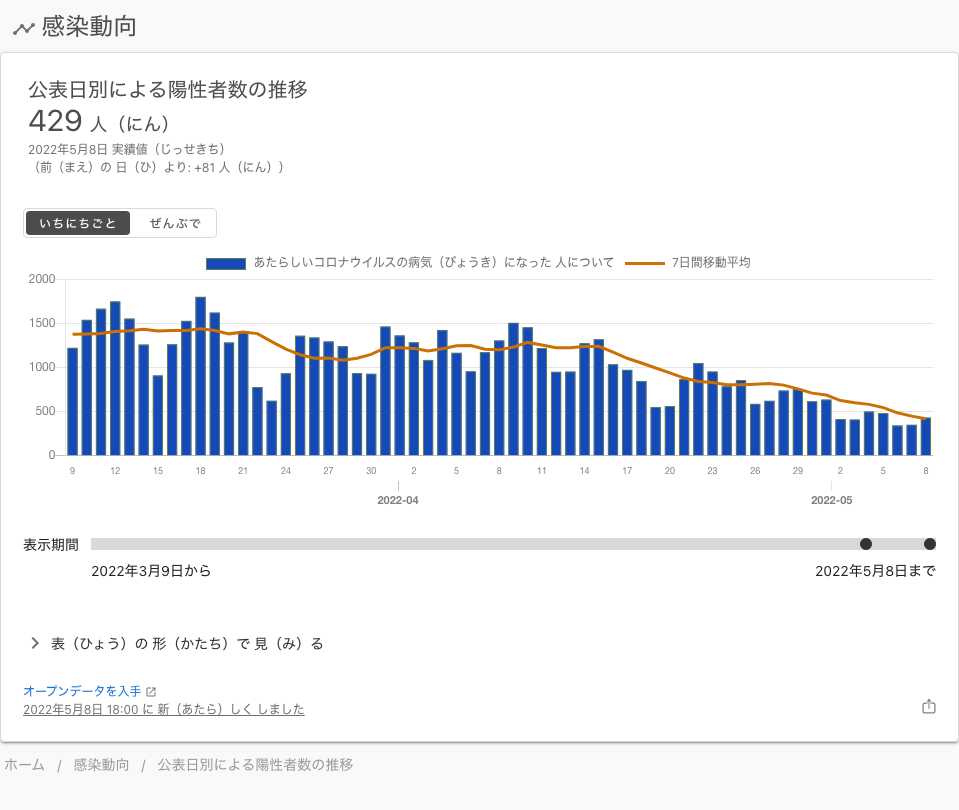 感染動向
公表日別による陽性者数の推移
429 人（にん）
2022年5月8日 実績値（じっせきち）
（前（まえ）の 日（ひ）より: +81 人（にん））
いちにちごと ぜんぶで
あたらしいコロナウイルスの病気（びょうき）になった 人について 7日間移動平均
2000
1500
1000
500
0
9 12 15 18 21 24 27 30 2 5 8 11 14 17 20 23 26 29 2 5 8
2022-04 2022-05
表示期間
2022年3月9日から 2022年5月8日まで
表（ひょう）の 形（かたち）で 見（み）る
オープンデータを入手
2022年5月8日 18:00 に 新（あたら）しく しました
ホーム / 感染動向 / 公表日別による陽性者数の推移